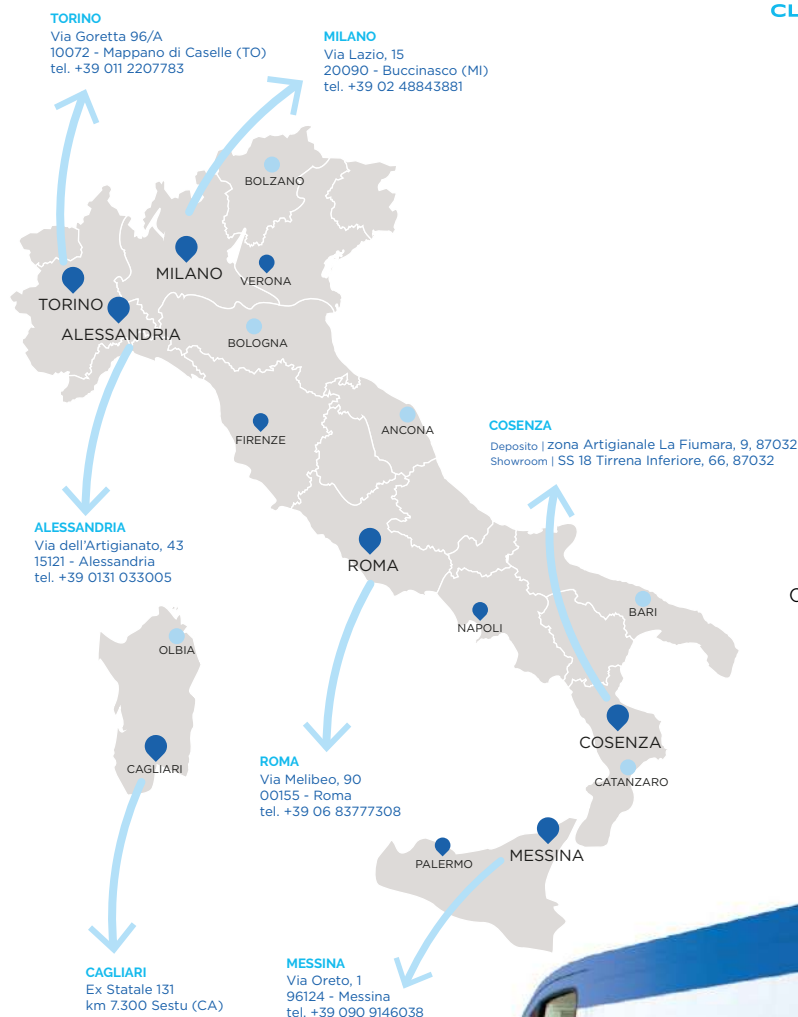 CL
TORINO
Via Goretta 96/A
10072 - Mappano di Caselle (TO)
tel. +39 011 2207783
MILANO
Via Lazio, 15
20090 - Buccinasco (MI)
tel. +39 02 48843881
BOLZANO
MILANO
VERONA
TORINO
ALESSANDRIA
BOLOGNA
FIRENZE
ANCONA
COSENZA
Deposito | zona Artigianale La Fiumara, 9, 87032
Showroom | SS 18 Tirrena Inferiore, 66, 87032
ALESSANDRIA
Via dell'Artigianato, 43
15121 - Alessandria
tel. +39 0131 033005
ROMA
NAPOLI
BARI
OLBIA
CAGLIARI
COSENZA
CATANZARO
ROMA
Via Melibeo, 90
00155 - Roma
tel. +39 06 83777308
PALERMO
MESSINA
CAGLIARI
Ex Statale 131
km 7.300 Sestu (CA)
MESSINA
Via Oreto, 1
96124 - Messina
tel. +39 090 9146038